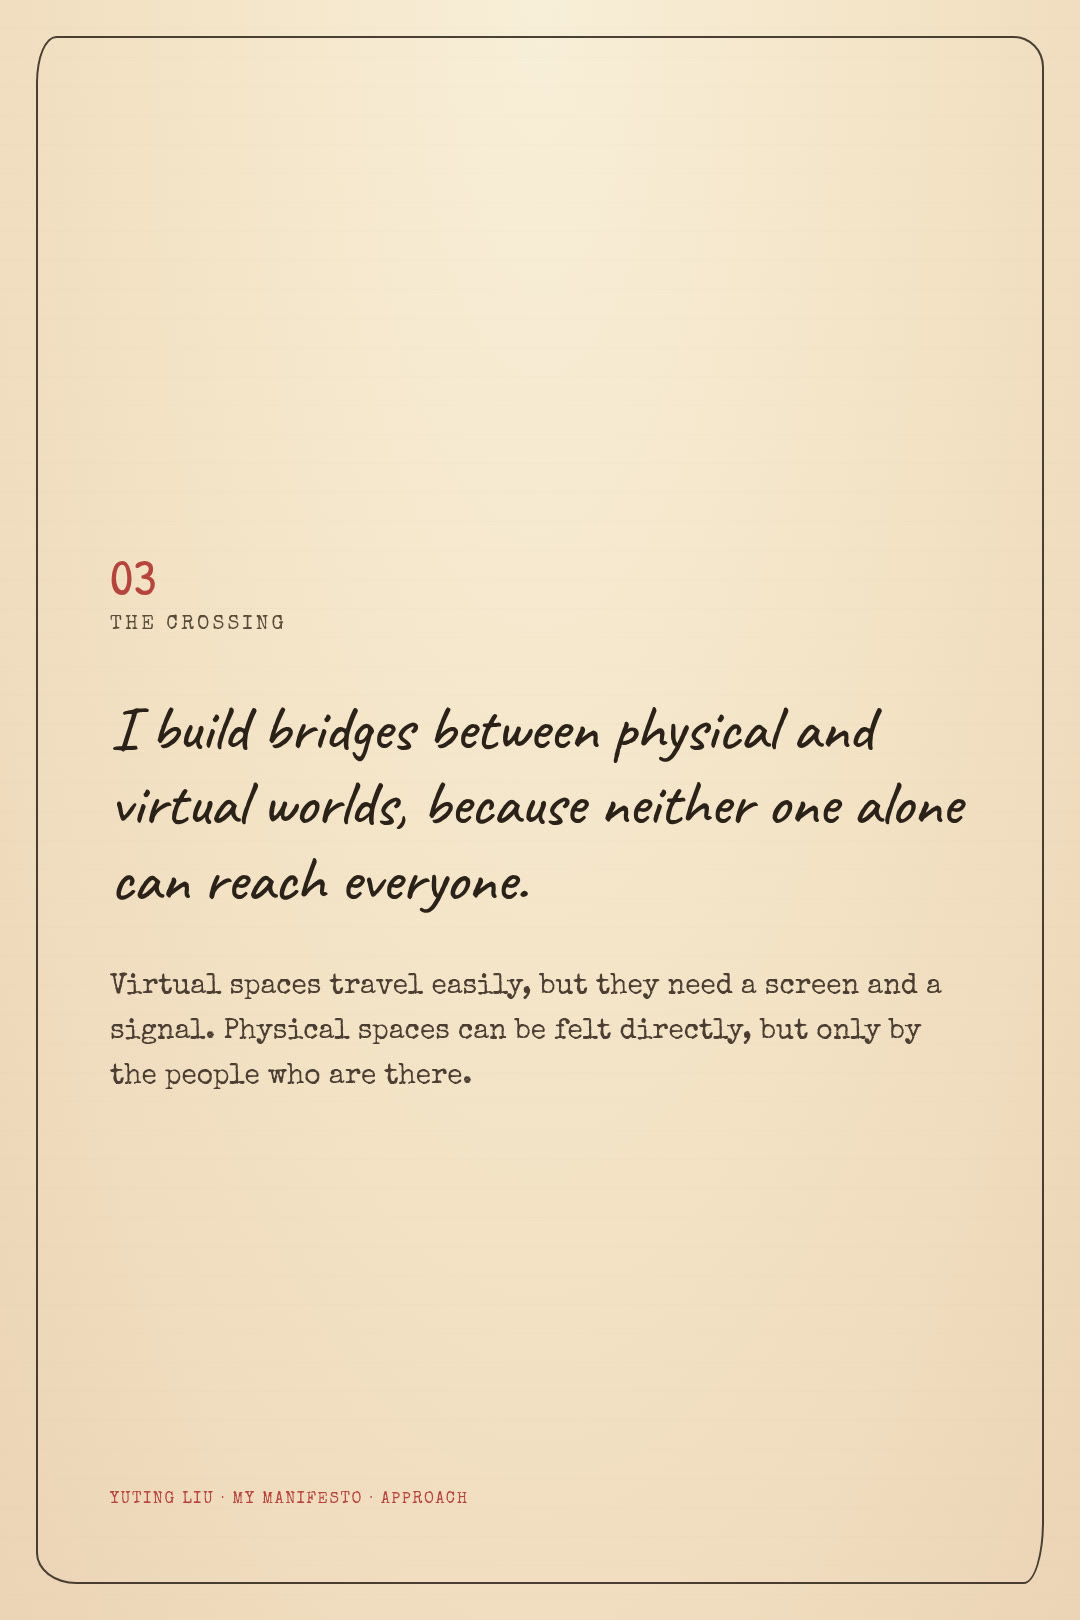 03
THE CROSSING
I build bridges between physical and
virtual worlds, because neither one alone
can reach everyone.
Virtual spaces travel easily, but they need a screen and a
signal. Physical spaces can be felt directly, but only by
the people who are there.
YUTING LIU · MY MANIFESTO · APPROACH